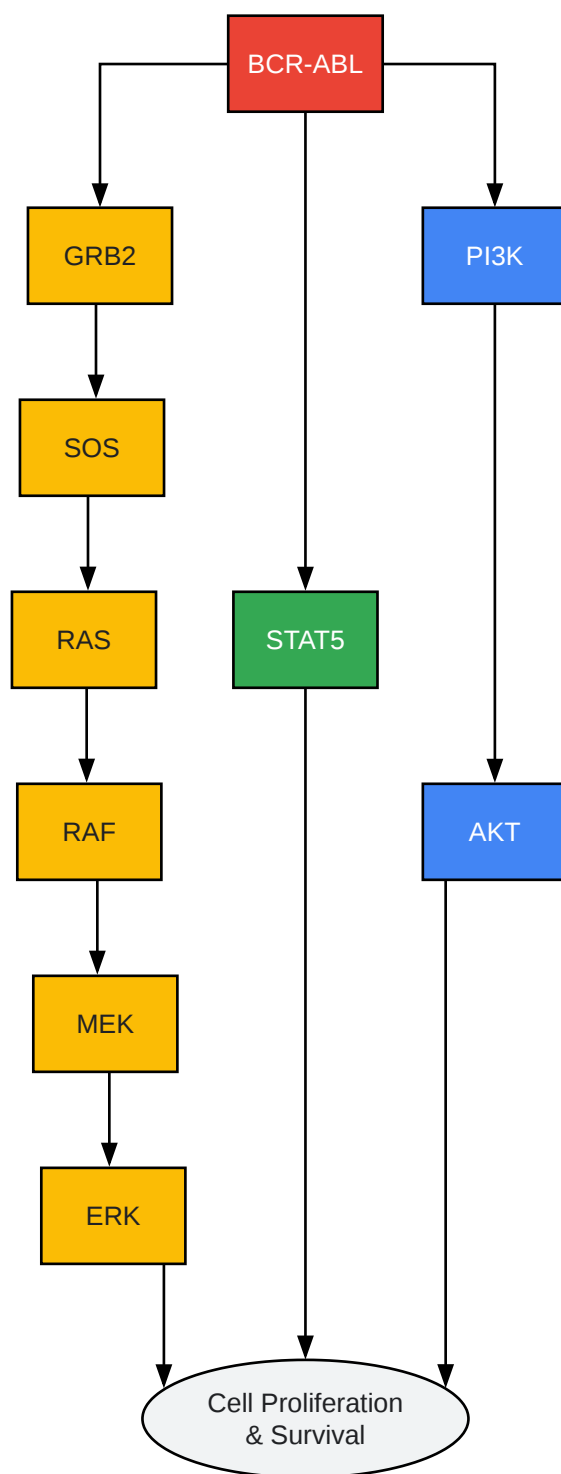 BCR-ABL
GRB2
PI3K
SOS
RAS
STAT5
RAF
AKT
MEK
ERK
Cell Proliferation
& Survival